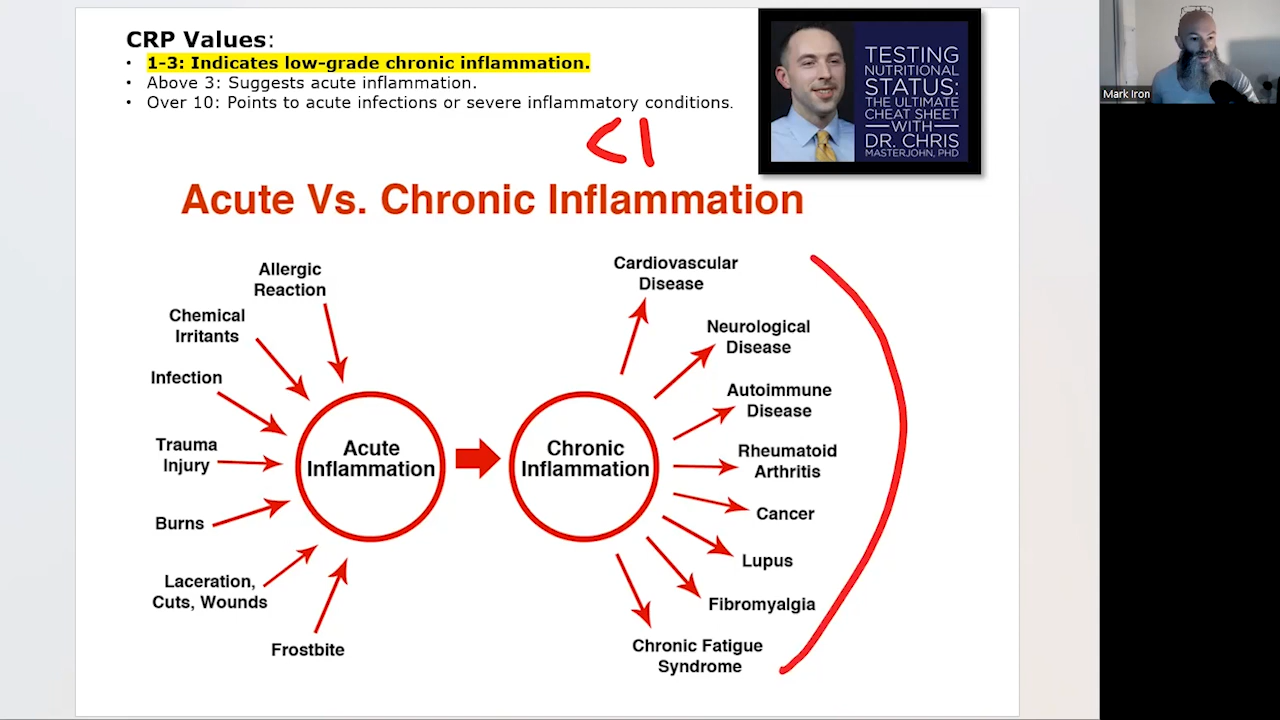 CRP Values:
• 1-3: Indicates low-grade chronic inflammation.
• Above 3: Suggests acute inflammation.
• Over 10: Points to acute infections or severe inflammatory conditions.
TESTING
NUTRITIONAL
STATUS:
THE ULTIMATE
CHEAT SHEET
WITH
DR. CHRIS
MASTERJOHN, PHD
Mark Iron
<1
Acute Vs. Chronic Inflammation
Allergic
Reaction
Chemical
Irritants
Infection
Trauma
Injury
Burns
Laceration,
Cuts, Wounds
Frostbite
Acute
Inflammation
Chronic
Inflammation
Cardiovascular
Disease
Neurological
Disease
Autoimmune
Disease
Rheumatoid
Arthritis
Cancer
Lupus
Fibromyalgia
Chronic Fatigue
Syndrome